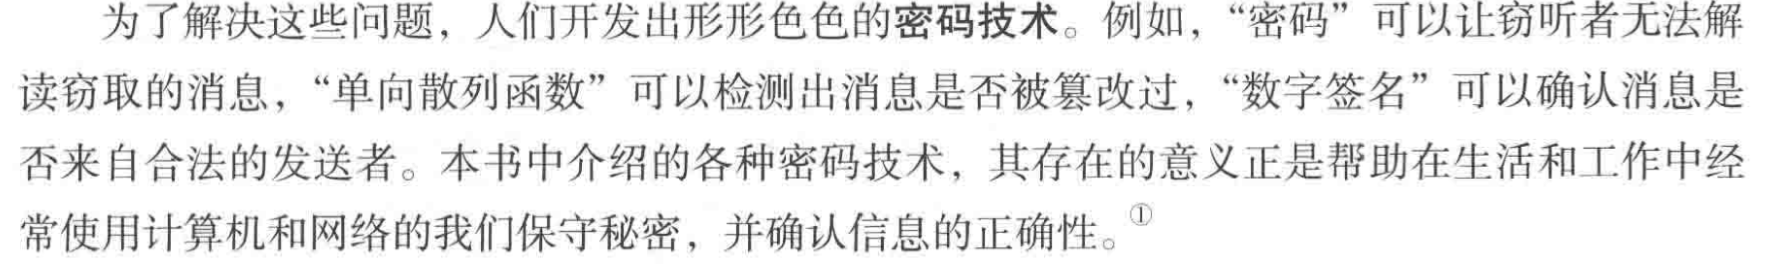 为了解决这些问题，人们开发出形形色色的密码技术。例如，“密码”可以让窃听者无法解
读窃取的消息，“单向散列函数”可以检测出消息是否被篡改过，“数字签名”可以确认消息是
否来自合法的发送者。本书中介绍的各种密码技术，其存在的意义正是帮助在生活和工作中经
常使用计算机和网络的我们保守秘密，并确认信息的正确性。①